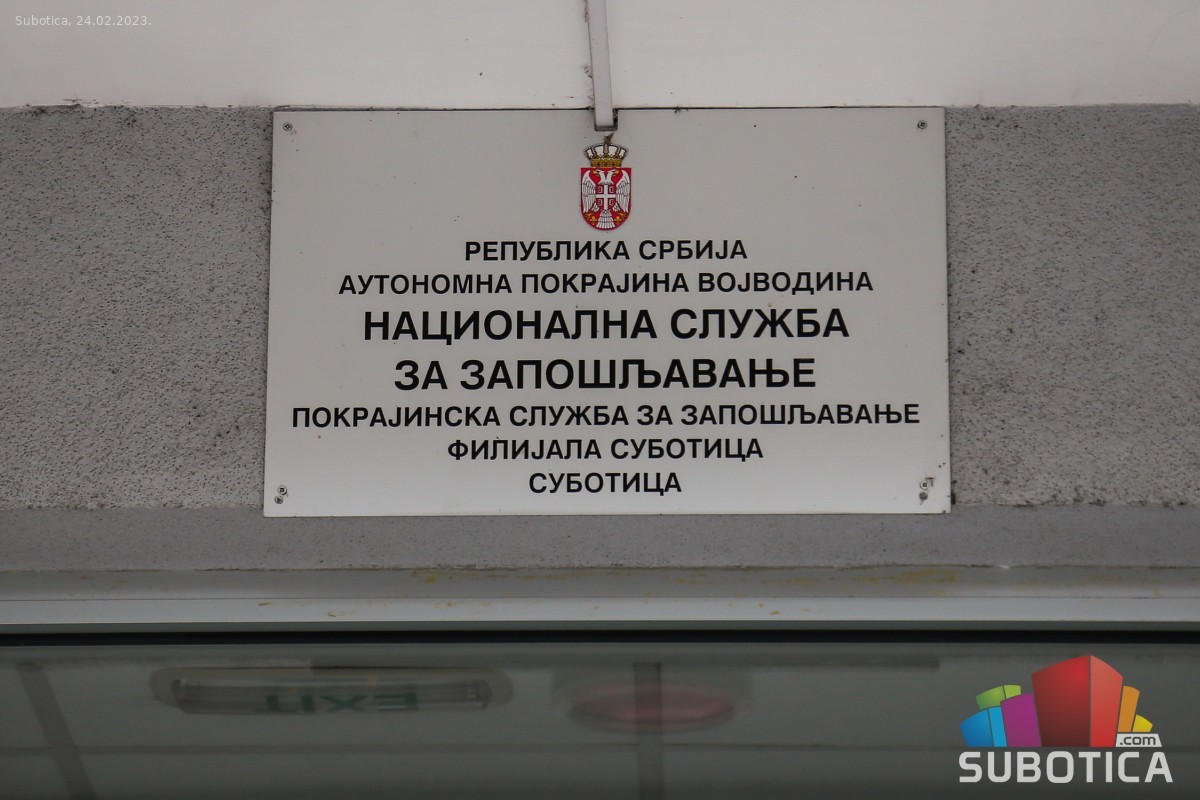 Subotica, 24.02.2023.
РЕПУБЛИКА СРБИЈА
АУТОНОМНА ПОКРАЈИНА ВОЈВОДИНА
НАЦИОНАЛНА СЛУЖБА
ЗА ЗАПОШЉАВАЊЕ
ПОКРАЈИНСКА СЛУЖБА ЗА ЗАПОШЉАВАЊЕ
ФИЛИЈАЛА СУБОТИЦА
СУБОТИЦА
EXIT
.com
SUBOTICA